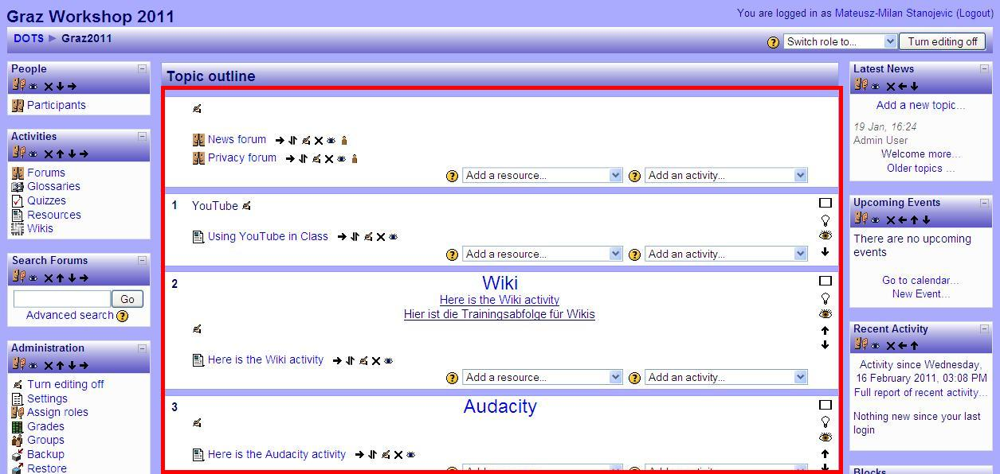 Graz Workshop 2011
You are logged in as Mateusz-Milan Stanojevic (Logout)
DOTS ► Graz2011
Switch role to...
Turn editing off
People
Participants
Activities
Forums
Glossaries
Quizzes
Resources
Wikis
Search Forums
Go
Advanced search
Administration
Turn editing off
Settings
Assign roles
Grades
Groups
Backup
Restore
Topic outline
News forum
Privacy forum
Add a resource... Add an activity...
1 YouTube
Using YouTube in Class
Add a resource... Add an activity...
2 Wiki
Here is the Wiki activity
Hier ist die Trainingsabfolge für Wikis
Here is the Wiki activity
Add a resource... Add an activity...
3 Audacity
Here is the Audacity activity
Add a resource... Add an activity...
Latest News
Add a new topic...
19 Jan, 16:24
Admin User
Welcome more...
Older topics ...
Upcoming Events
There are no upcoming
events
Go to calendar...
New Event...
Recent Activity
Activity since Wednesday,
16 February 2011, 03:08 PM
Full report of recent activity...
Nothing new since your last
login
Blocks